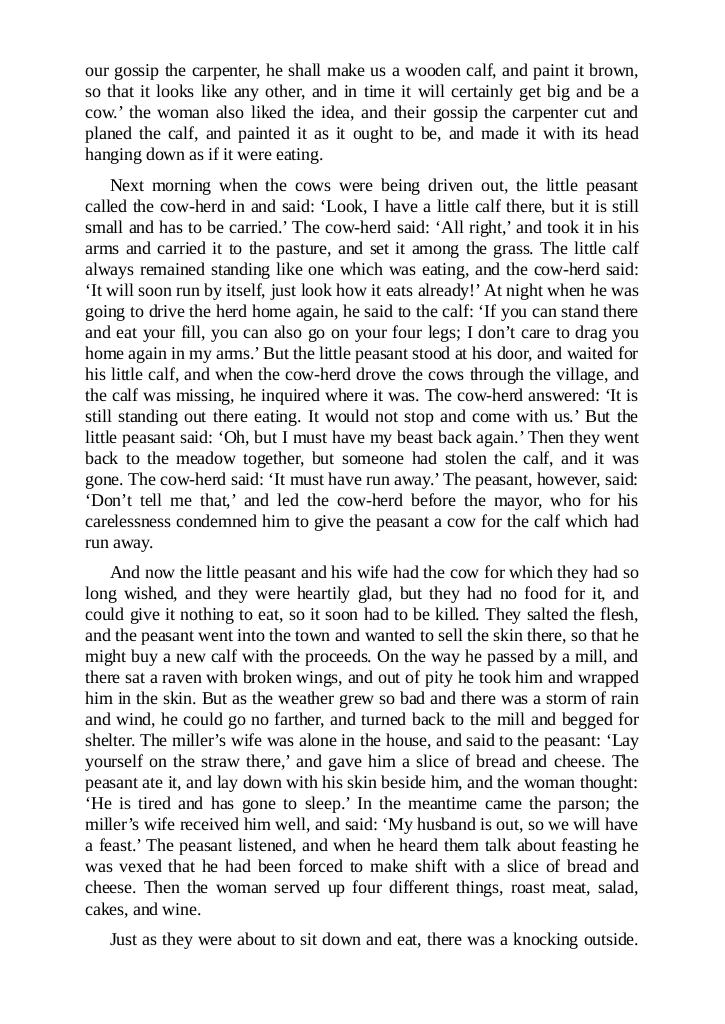 our gossip the carpenter, he shall make us a wooden calf, and paint it brown,
so that it looks like any other, and in time it will certainly get big and be a
cow.’ the woman also liked the idea, and their gossip the carpenter cut and
planed the calf, and painted it as it ought to be, and made it with its head
hanging down as if it were eating.
Next morning when the cows were being driven out, the little peasant
called the cow-herd in and said: ‘Look, I have a little calf there, but it is still
small and has to be carried.’ The cow-herd said: ‘All right,’ and took it in his
arms and carried it to the pasture, and set it among the grass. The little calf
always remained standing like one which was eating, and the cow-herd said:
‘It will soon run by itself, just look how it eats already!’ At night when he was
going to drive the herd home again, he said to the calf: ‘If you can stand there
and eat your fill, you can also go on your four legs; I don’t care to drag you
home again in my arms.’ But the little peasant stood at his door, and waited for
his little calf, and when the cow-herd drove the cows through the village, and
the calf was missing, he inquired where it was. The cow-herd answered: ‘It is
still standing out there eating. It would not stop and come with us.’ But the
little peasant said: ‘Oh, but I must have my beast back again.’ Then they went
back to the meadow together, but someone had stolen the calf, and it was
gone. The cow-herd said: ‘It must have run away.’ The peasant, however, said:
‘Don’t tell me that,’ and led the cow-herd before the mayor, who for his
carelessness condemned him to give the peasant a cow for the calf which had
run away.
And now the little peasant and his wife had the cow for which they had so
long wished, and they were heartily glad, but they had no food for it, and
could give it nothing to eat, so it soon had to be killed. They salted the flesh,
and the peasant went into the town and wanted to sell the skin there, so that he
might buy a new calf with the proceeds. On the way he passed by a mill, and
there sat a raven with broken wings, and out of pity he took him and wrapped
him in the skin. But as the weather grew so bad and there was a storm of rain
and wind, he could go no farther, and turned back to the mill and begged for
shelter. The miller’s wife was alone in the house, and said to the peasant: ‘Lay
yourself on the straw there,’ and gave him a slice of bread and cheese. The
peasant ate it, and lay down with his skin beside him, and the woman thought:
‘He is tired and has gone to sleep.’ In the meantime came the parson; the
miller’s wife received him well, and said: ‘My husband is out, so we will have
a feast.’ The peasant listened, and when he heard them talk about feasting he
was vexed that he had been forced to make shift with a slice of bread and
cheese. Then the woman served up four different things, roast meat, salad,
cakes, and wine.
Just as they were about to sit down and eat, there was a knocking outside.